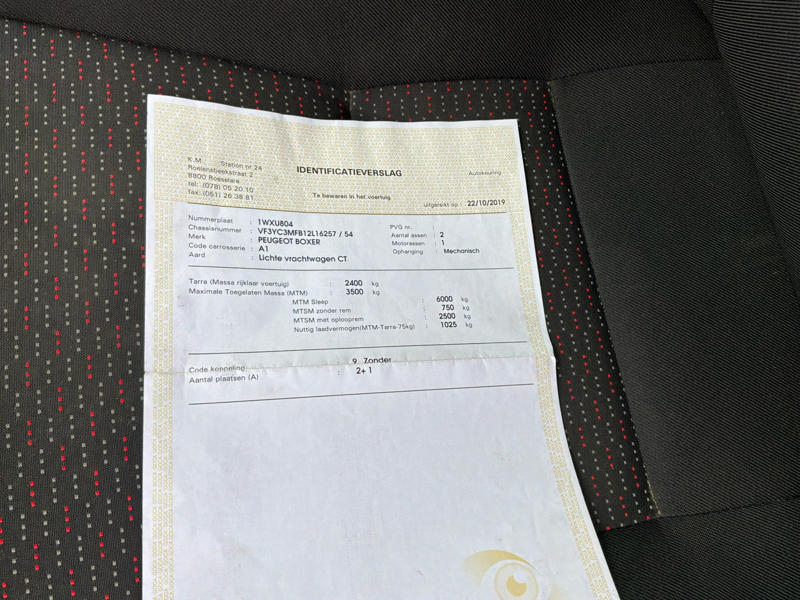 K.M. Station nr 24
Roelensbeekstraat 2
8800 Roeselare
tel: (078) 05 20 10
fax: (051) 26 38 81
IDENTIFICATIEVERSLAG
Autokeuring
Te bewaren in het voertuig
uitgereikt op : 22/10/2019
Nummerplaat : 1WXU804
Chassisnummer : VF3YC3MFB12L16257 / 54
Merk : PEUGEOT BOXER
Code carrosserie : A1
Aard : Lichte vrachtwagen CT
PVG nr.
Aantal assen : 2
Motorassen : 1
Ophanging : Mechanisch
Tarra (Massa rijklaar voertuig) : 2400 kg
Maximale Toegelaten Massa (MTM) : 3500 kg
MTM Sleep : 6000 kg
MTSM zonder rem : 750 kg
MTSM met oplooprem : 2500 kg
Nuttig laadvermogen(MTM-Tarra-75kg) : 1025 kg
Code koppeling : 9 Zonder
Aantal plaatsen (A) : 2+ 1